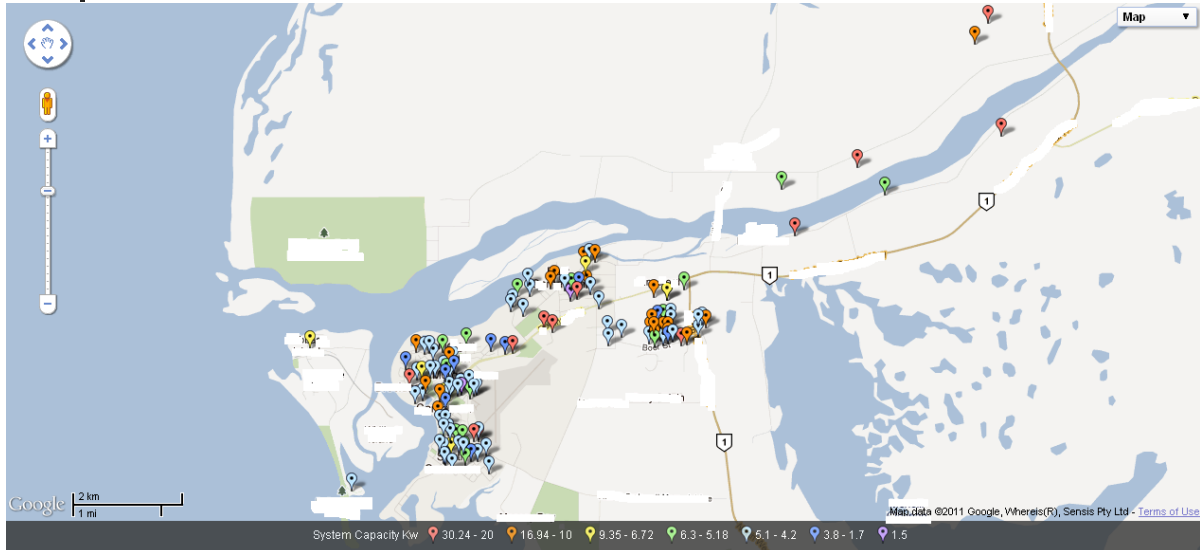 Map ▼
1
1
1
Boor St
Google
2 km
1 mi
Map data ©2011 Google, Whereis(R), Sensis Pty Ltd - Terms of Use
System Capacity Kw 30.24 - 20 16.94 - 10 9.35 - 6.72 6.3 - 5.18 5.1 - 4.2 3.8 - 1.7 1.5